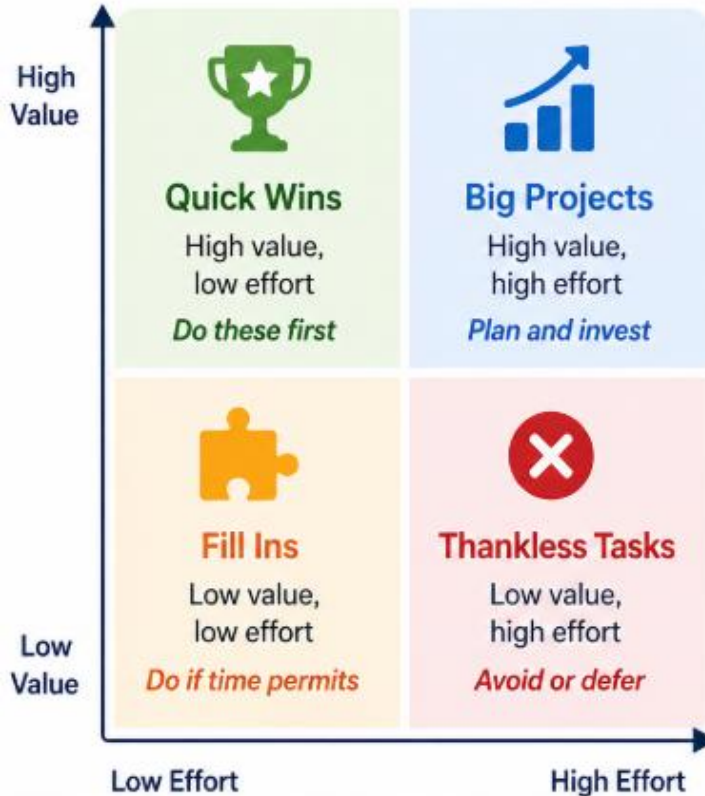 High
Value
Quick Wins
High value,
low effort
Do these first
Big Projects
High value,
high effort
Plan and invest
Fill Ins
Low value,
low effort
Do if time permits
Thankless Tasks
Low value,
high effort
Avoid or defer
Low
Value
Low Effort
High Effort